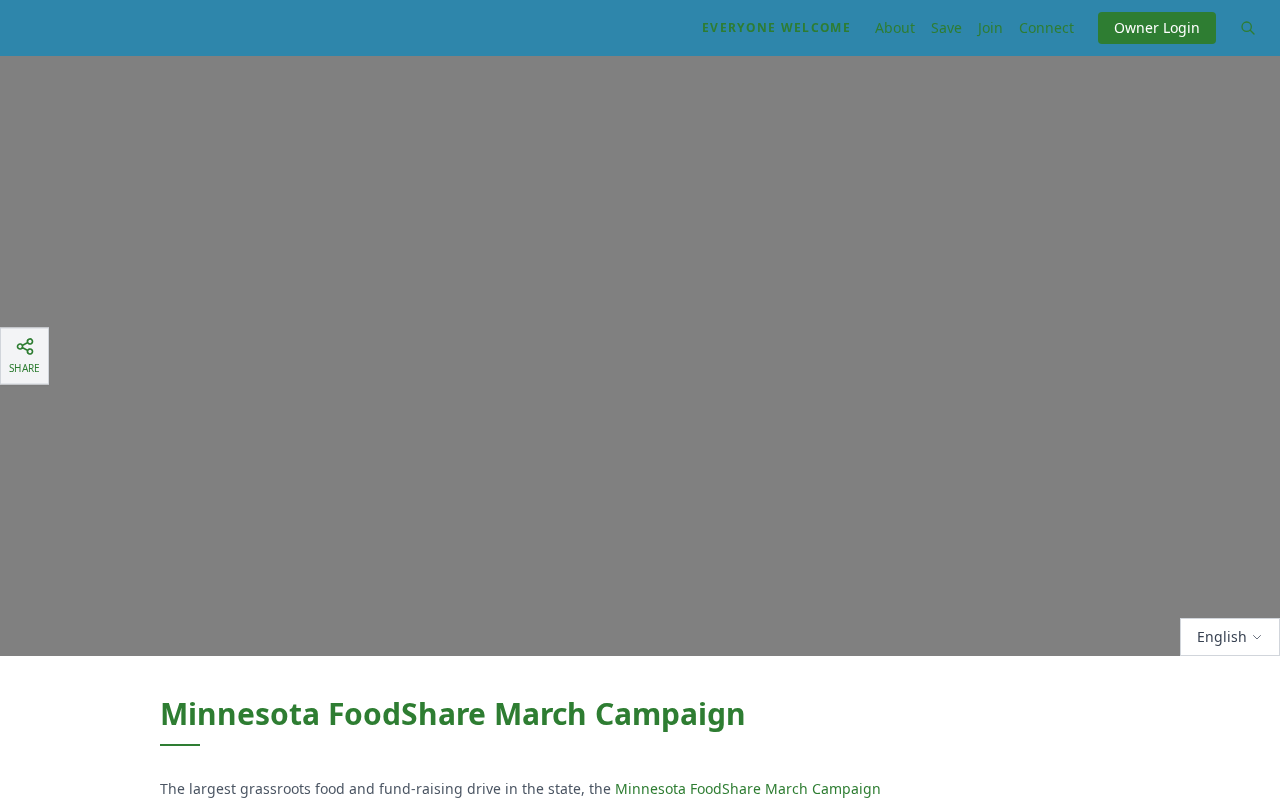 EVERYONE WELCOME About Save Join Connect Owner Login
SHARE
English
Minnesota FoodShare March Campaign
The largest grassroots food and fund-raising drive in the state, the Minnesota FoodShare March Campaign